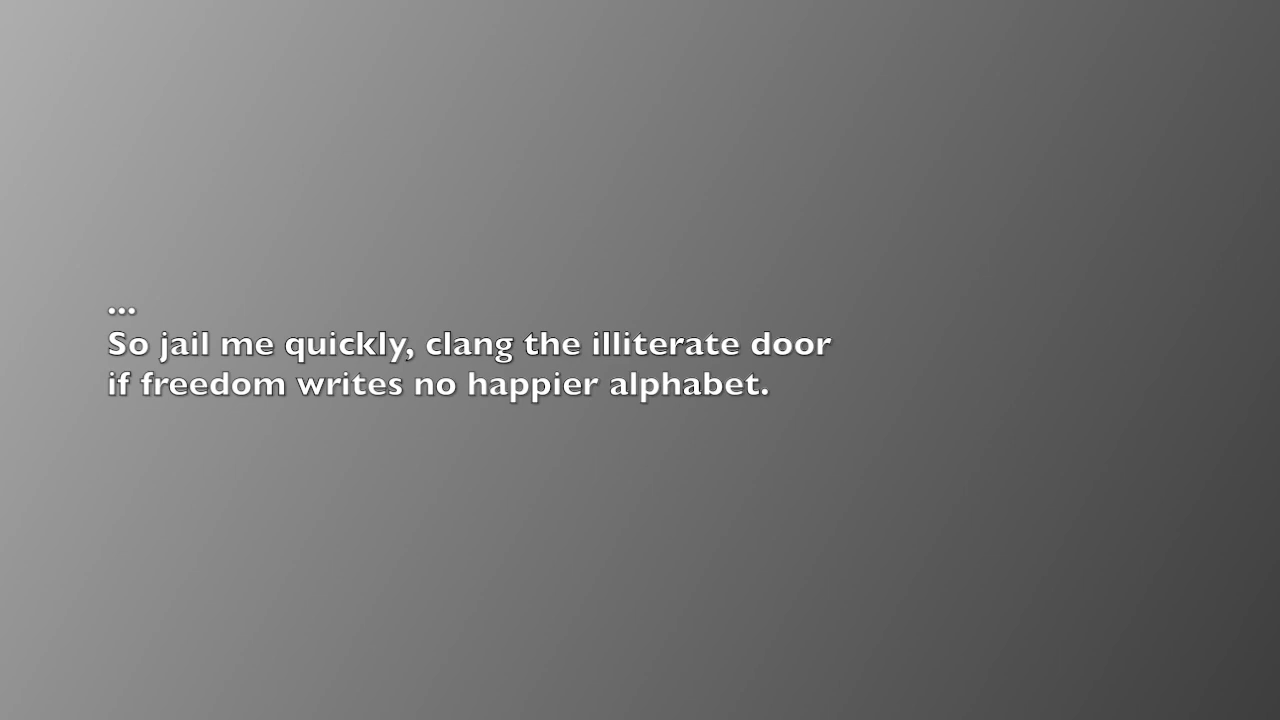 ...
So jail me quickly, clang the illiterate door
if freedom writes no happier alphabet.